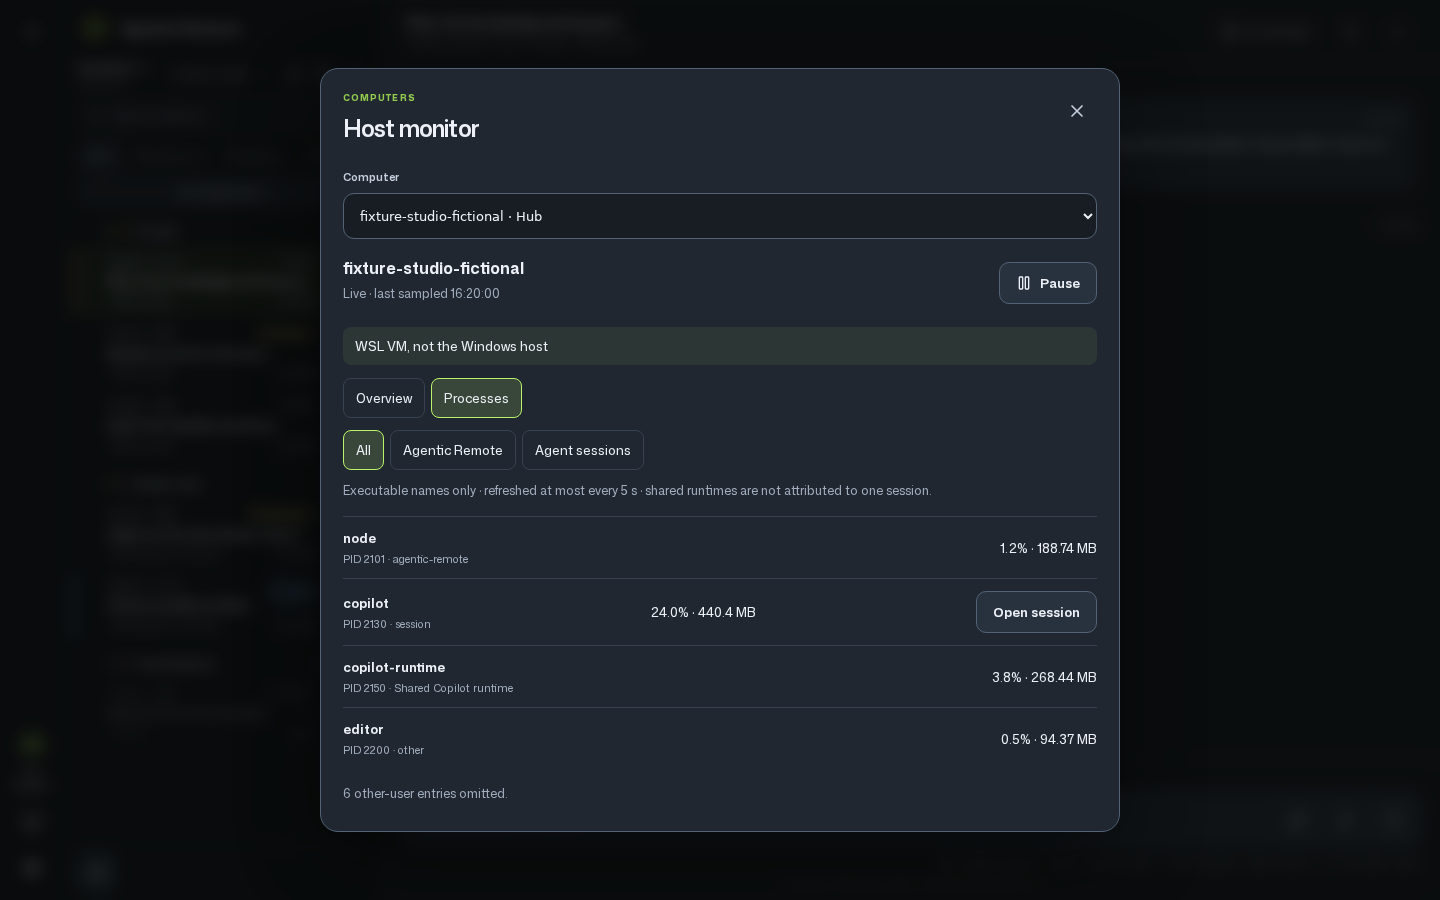 COMPUTERS
Host monitor
Computer
fixture-studio-fictional · Hub
fixture-studio-fictional
Live · last sampled 16:20:00
Pause
WSL VM, not the Windows host
Overview
Processes
All
Agentic Remote
Agent sessions
Executable names only · refreshed at most every 5 s · shared runtimes are not attributed to one session.
node
PID 2101 · agentic-remote
1.2% · 188.74 MB
copilot
PID 2130 · session
24.0% · 440.4 MB
Open session
copilot-runtime
PID 2150 · Shared Copilot runtime
3.8% · 268.44 MB
editor
PID 2200 · other
0.5% · 94.37 MB
6 other-user entries omitted.